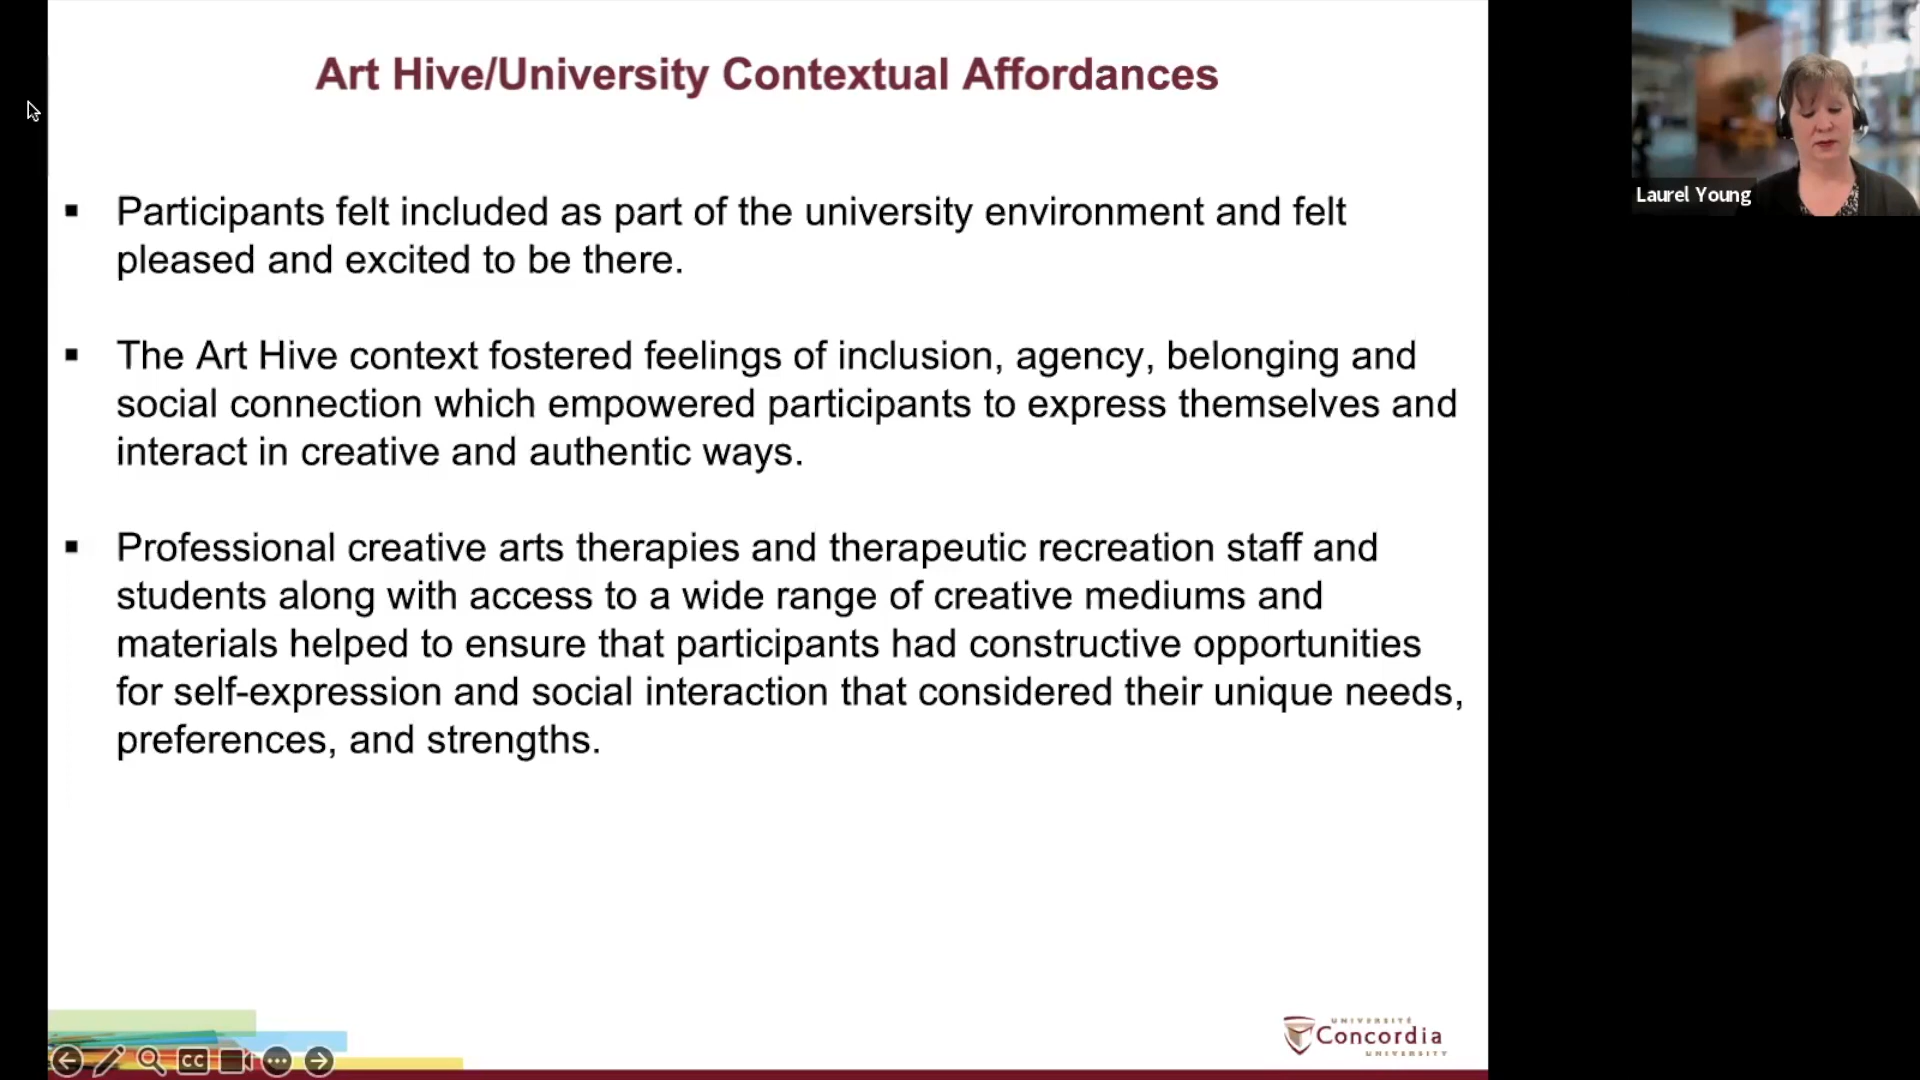 Art Hive/University Contextual Affordances
Laurel Young
▪ Participants felt included as part of the university environment and felt
pleased and excited to be there.
▪ The Art Hive context fostered feelings of inclusion, agency, belonging and
social connection which empowered participants to express themselves and
interact in creative and authentic ways.
▪ Professional creative arts therapies and therapeutic recreation staff and
students along with access to a wide range of creative mediums and
materials helped to ensure that participants had constructive opportunities
for self-expression and social interaction that considered their unique needs,
preferences, and strengths.
CC
UNIVERSITÉ
Concordia
UNIVERSITY